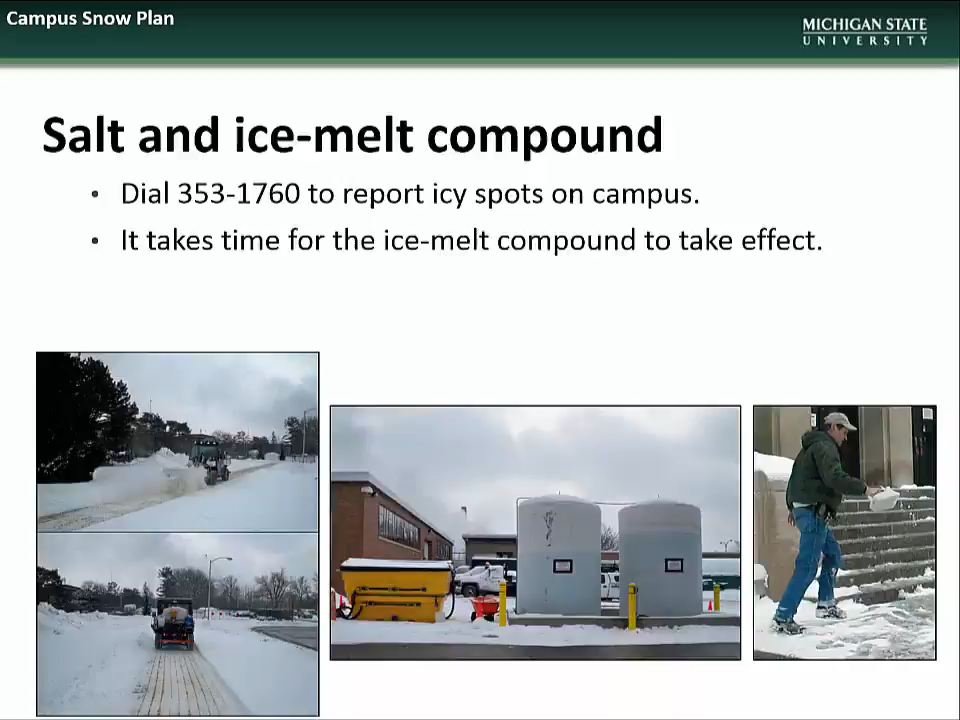 Campus Snow Plan
MICHIGAN STATE
UNIVERSITY
Salt and ice-melt compound
• Dial 353-1760 to report icy spots on campus.
• It takes time for the ice-melt compound to take effect.